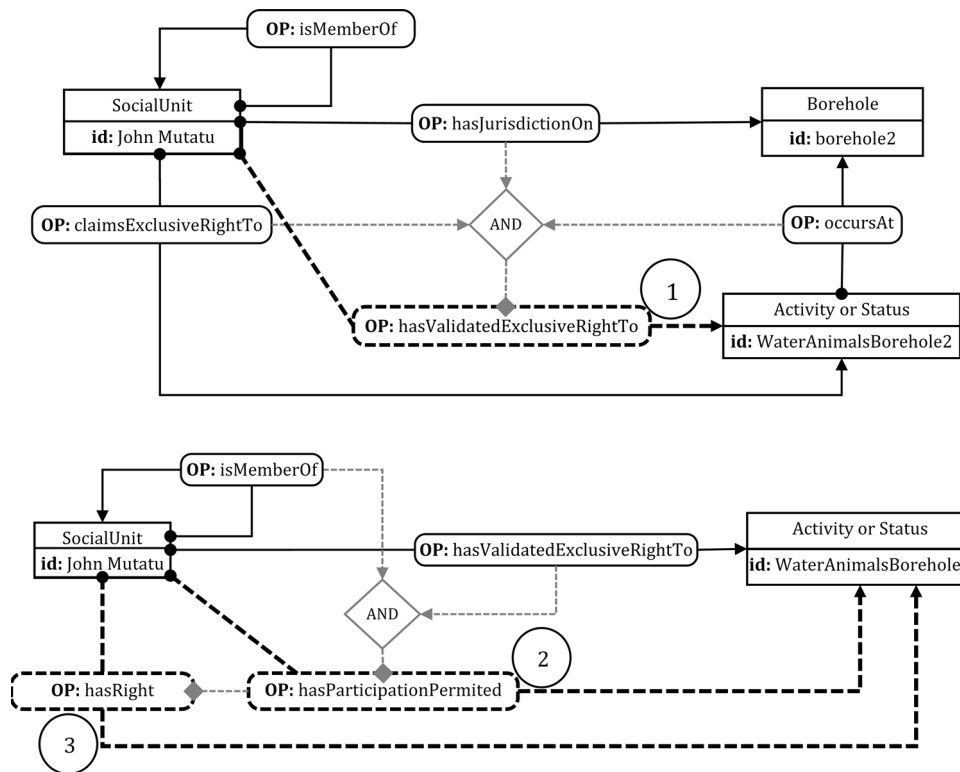 OP: isMemberOf
SocialUnit
id: John Mutatu
OP: hasJurisdictionOn
Borehole
id: borehole2
OP: claimsExclusiveRightTo
AND
OP: occursAt
1
OP: hasValidatedExclusiveRightTo
Activity or Status
id: WaterAnimalsBorehole2
OP: isMemberOf
SocialUnit
id: John Mutatu
OP: hasValidatedExclusiveRightTo
Activity or Status
id: WaterAnimalsBorehole
AND
2
OP: hasRight
OP: hasParticipationPermited
3